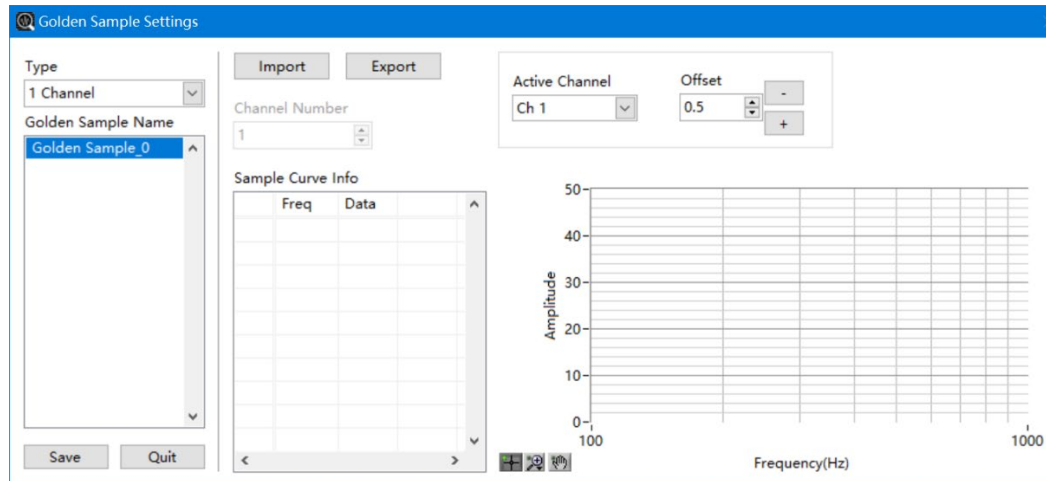 Golden Sample Settings
Type
1 Channel
Golden Sample Name
Golden Sample_0
Save
Quit
Import
Export
Channel Number
1
Sample Curve Info
Freq
Data
Active Channel
Ch 1
Offset
0.5
-
+
50
40
30
20
10
0
Amplitude
100
1000
Frequency(Hz)